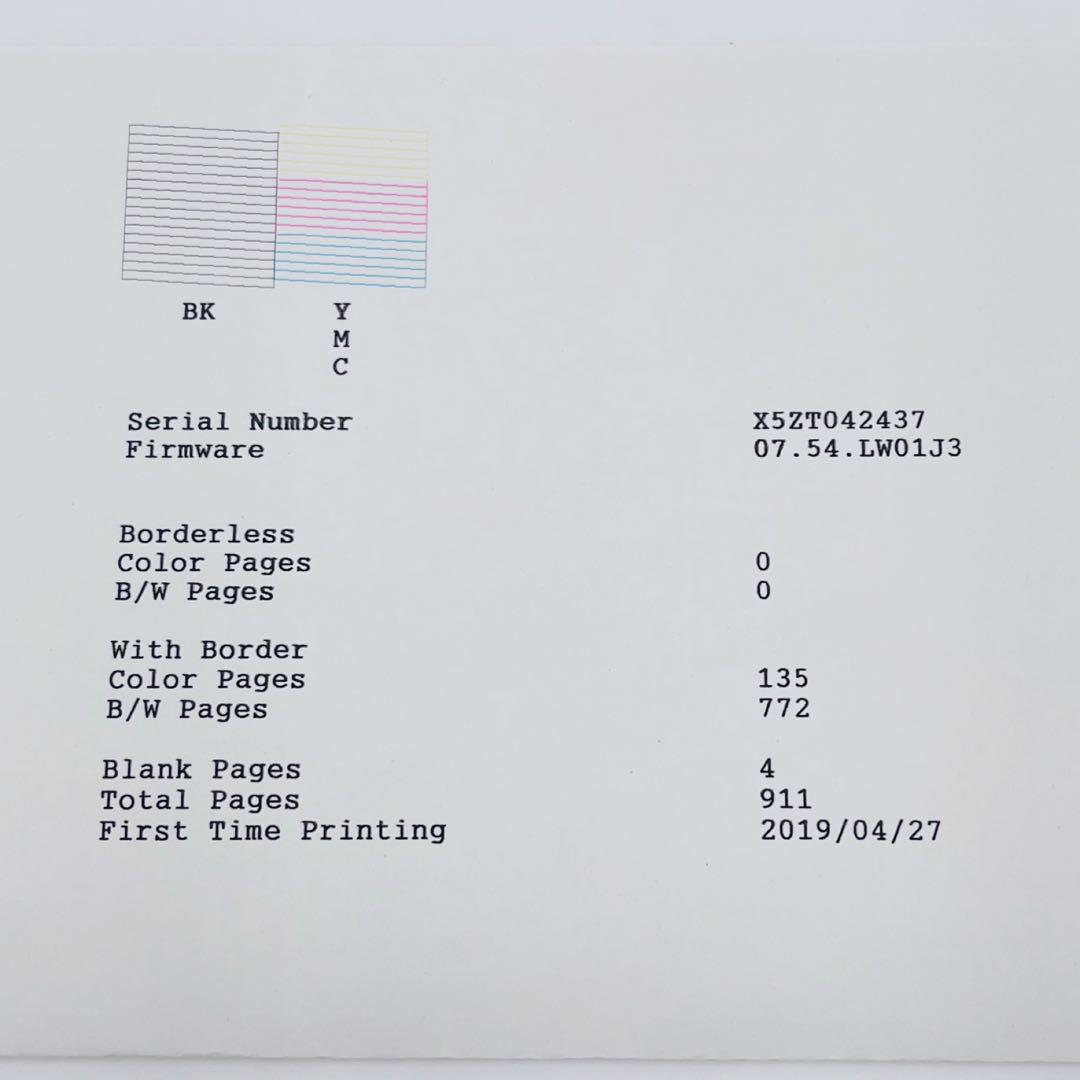 BK Y
M
C
Serial Number X5ZT042437
Firmware 07.54.LW01J3
Borderless
Color Pages 0
B/W Pages 0
With Border
Color Pages 135
B/W Pages 772
Blank Pages 4
Total Pages 911
First Time Printing 2019/04/27